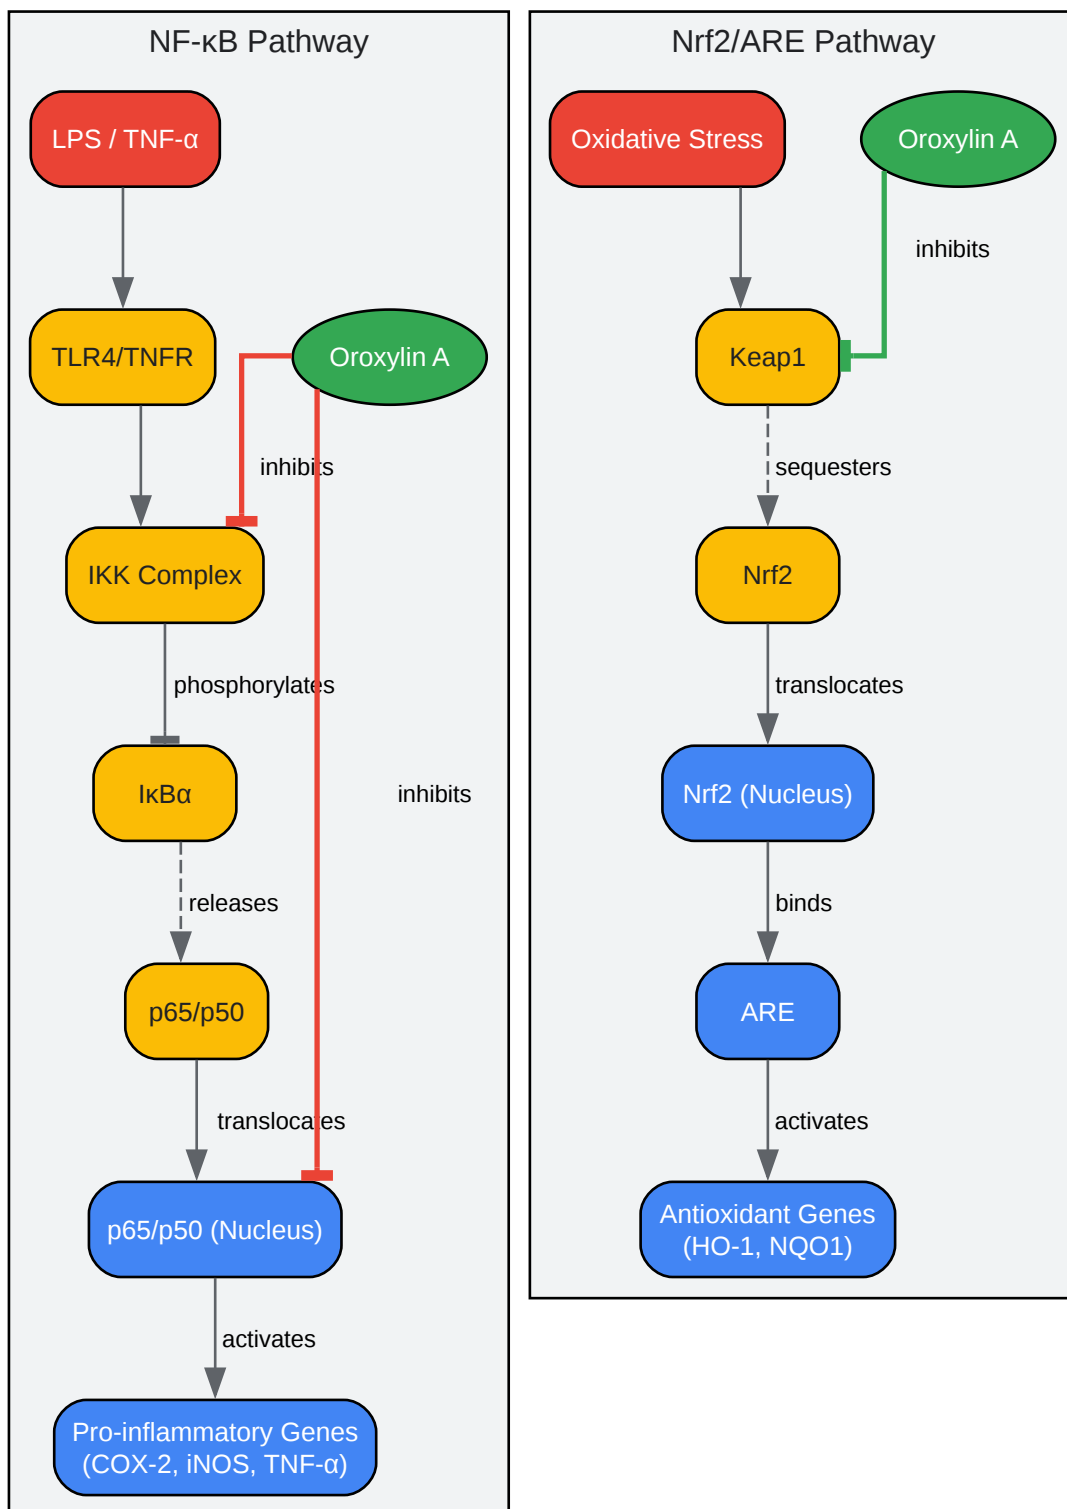 NF-κB Pathway
LPS / TNF-α
TLR4/TNFR
Oroxylin A
inhibits
IKK Complex
phosphorylates
IκBα
inhibits
releases
p65/p50
translocates
p65/p50 (Nucleus)
activates
Pro-inflammatory Genes
(COX-2, iNOS, TNF-α)
Nrf2/ARE Pathway
Oxidative Stress
Oroxylin A
inhibits
Keap1
sequesters
Nrf2
translocates
Nrf2 (Nucleus)
binds
ARE
activates
Antioxidant Genes
(HO-1, NQO1)